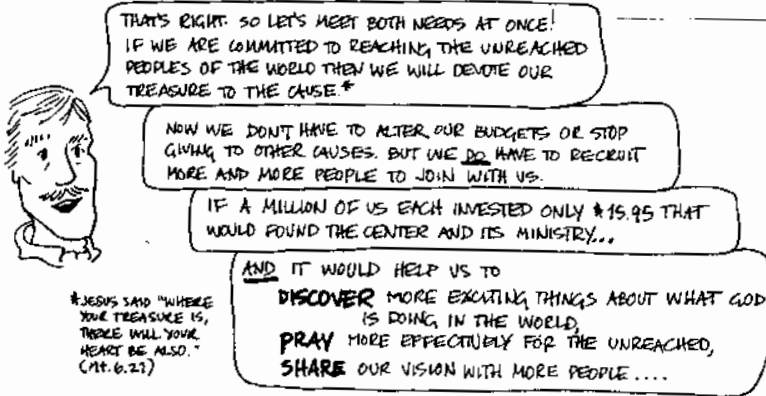 THAT'S RIGHT. SO LET'S MEET BOTH NEEDS AT ONCE!
IF WE ARE COMMITTED TO REACHING THE UNREACHED
PEOPLES OF THE WORLD THEN WE WILL DEVOTE OUR
TREASURE TO THE CAUSE.*
NOW WE DON'T HAVE TO ALTER OUR BUDGETS OR STOP
GIVING TO OTHER CAUSES. BUT WE DO HAVE TO RECRUIT
MORE AND MORE PEOPLE TO JOIN WITH US.
IF A MILLION OF US EACH INVESTED ONLY $15.95 THAT
WOULD FOUND THE CENTER AND ITS MINISTRY...
AND IT WOULD HELP US TO
DISCOVER MORE EXCITING THINGS ABOUT WHAT GOD
IS DOING IN THE WORLD,
PRAY MORE EFFECTIVELY FOR THE UNREACHED,
SHARE OUR VISION WITH MORE PEOPLE....
*JESUS SAID "WHERE
YOUR TREASURE IS,
THERE WILL YOUR
HEART BE ALSO."
(Mt. 6.21)